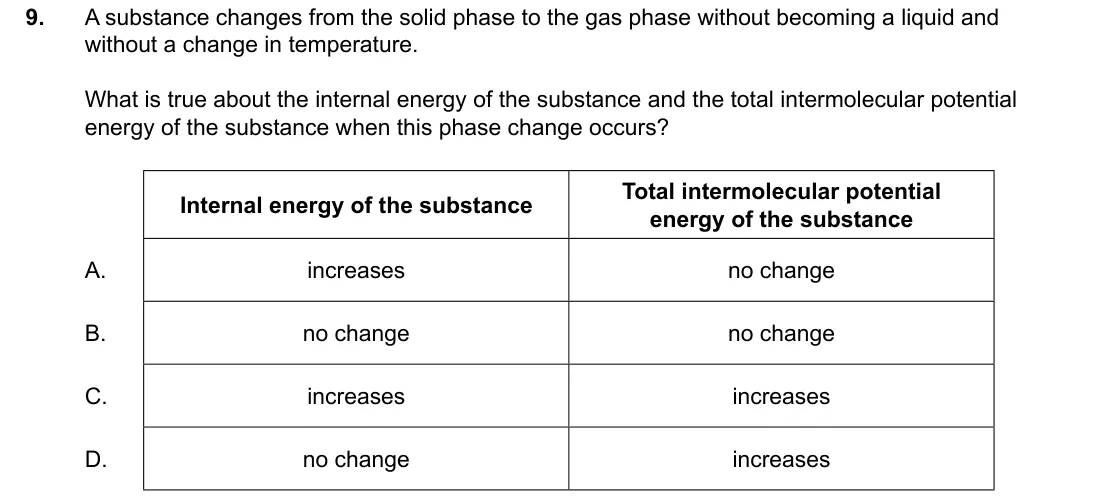 9. A substance changes from the solid phase to the gas phase without becoming a liquid and
without a change in temperature.
What is true about the internal energy of the substance and the total intermolecular potential
energy of the substance when this phase change occurs?
Internal energy of the substance
Total intermolecular potential
energy of the substance
A. increases no change
B. no change no change
C. increases increases
D. no change increases